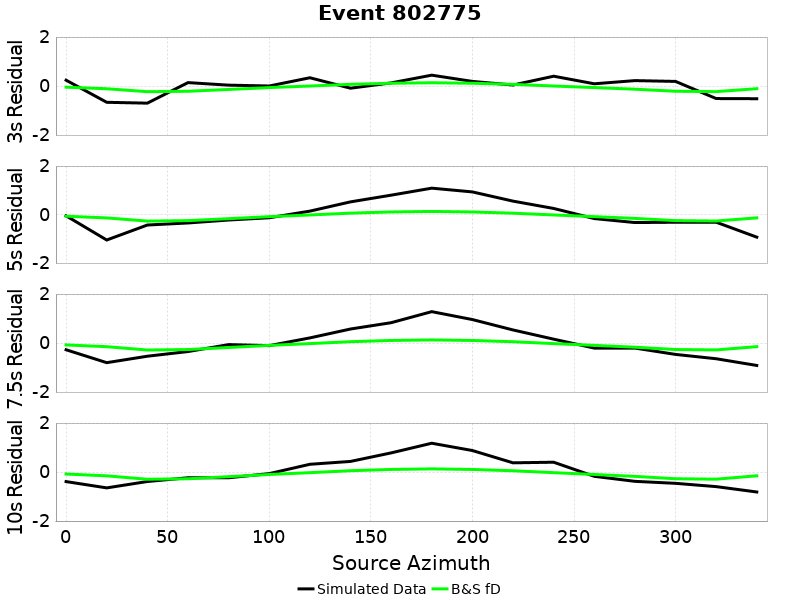 Event 802775
3s Residual
2
0
-2
5s Residual
2
0
-2
7.5s Residual
2
0
-2
10s Residual
2
0
-2
0 50 100 150 200 250 300
Source Azimuth
Simulated Data B&S fD